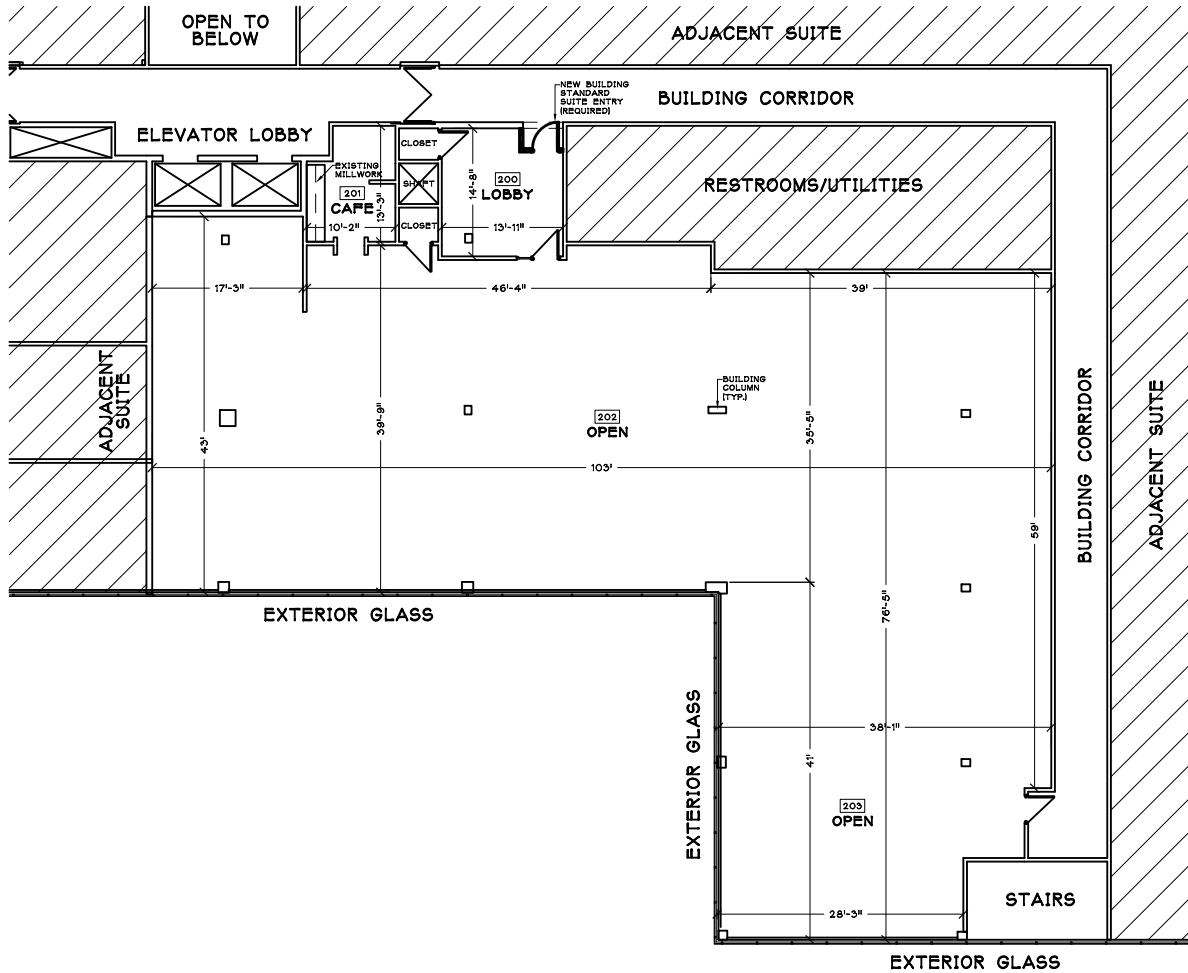 OPEN TO
BELOW
ADJACENT SUITE
NEW BUILDING
STANDARD
SUITE ENTRY
(REQUIRED)
BUILDING CORRIDOR
ELEVATOR LOBBY
CLOSET
EXISTING
MILLWORK
SHAFT
201
CAFE
13'-3"
10'-2"
CLOSET
14'-8"
200
LOBBY
13'-11"
RESTROOMS/UTILITIES
17'-3"
46'-4"
39'
ADJACENT
SUITE
43'
39'-9"
BUILDING
COLUMN
(TYP.)
202
OPEN
35'-5"
103'
59'
BUILDING CORRIDOR
ADJACENT SUITE
EXTERIOR GLASS
76'-5"
EXTERIOR GLASS
38'-1"
41'
203
OPEN
STAIRS
28'-3"
EXTERIOR GLASS